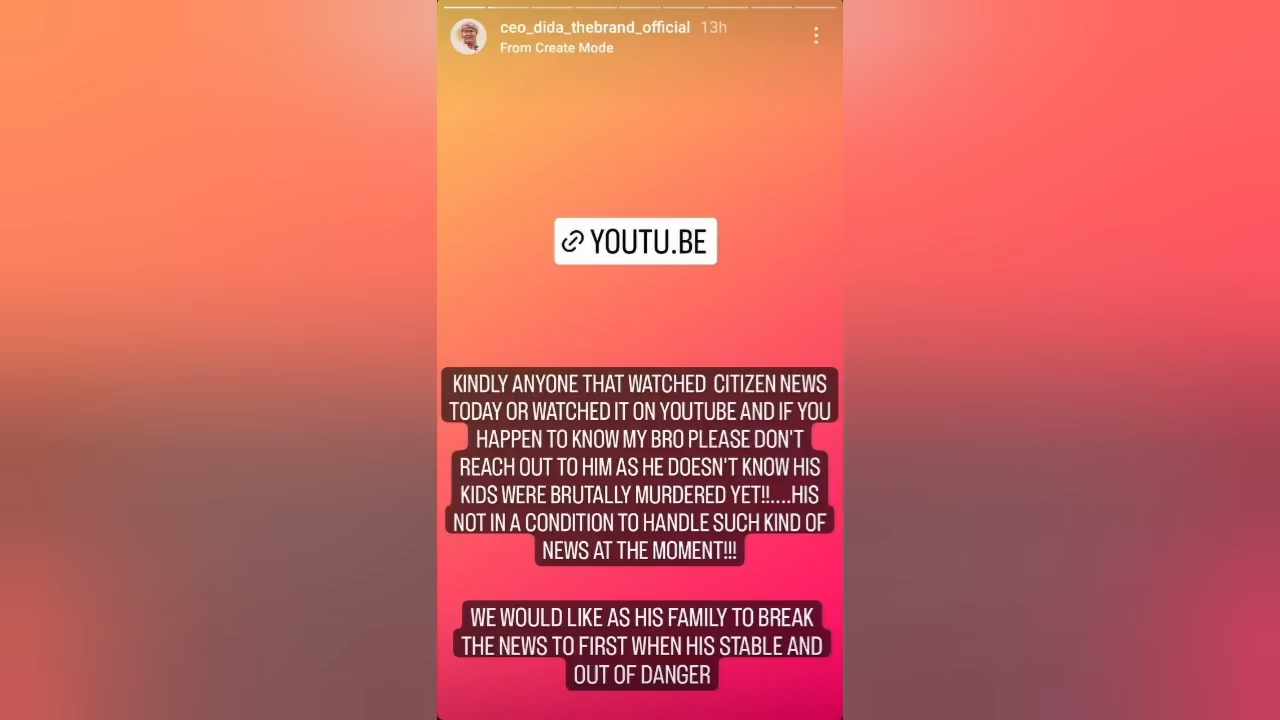 ceo_dida_thebrand_official 13h
From Create Mode
YOUTU.BE
KINDLY ANYONE THAT WATCHED CITIZEN NEWS
TODAY OR WATCHED IT ON YOUTUBE AND IF YOU
HAPPEN TO KNOW MY BRO PLEASE DON'T
REACH OUT TO HIM AS HE DOESN'T KNOW HIS
KIDS WERE BRUTALLY MURDERED YET!!....HIS
NOT IN A CONDITION TO HANDLE SUCH KIND OF
NEWS AT THE MOMENT!!!
WE WOULD LIKE AS HIS FAMILY TO BREAK
THE NEWS TO FIRST WHEN HIS STABLE AND
OUT OF DANGER